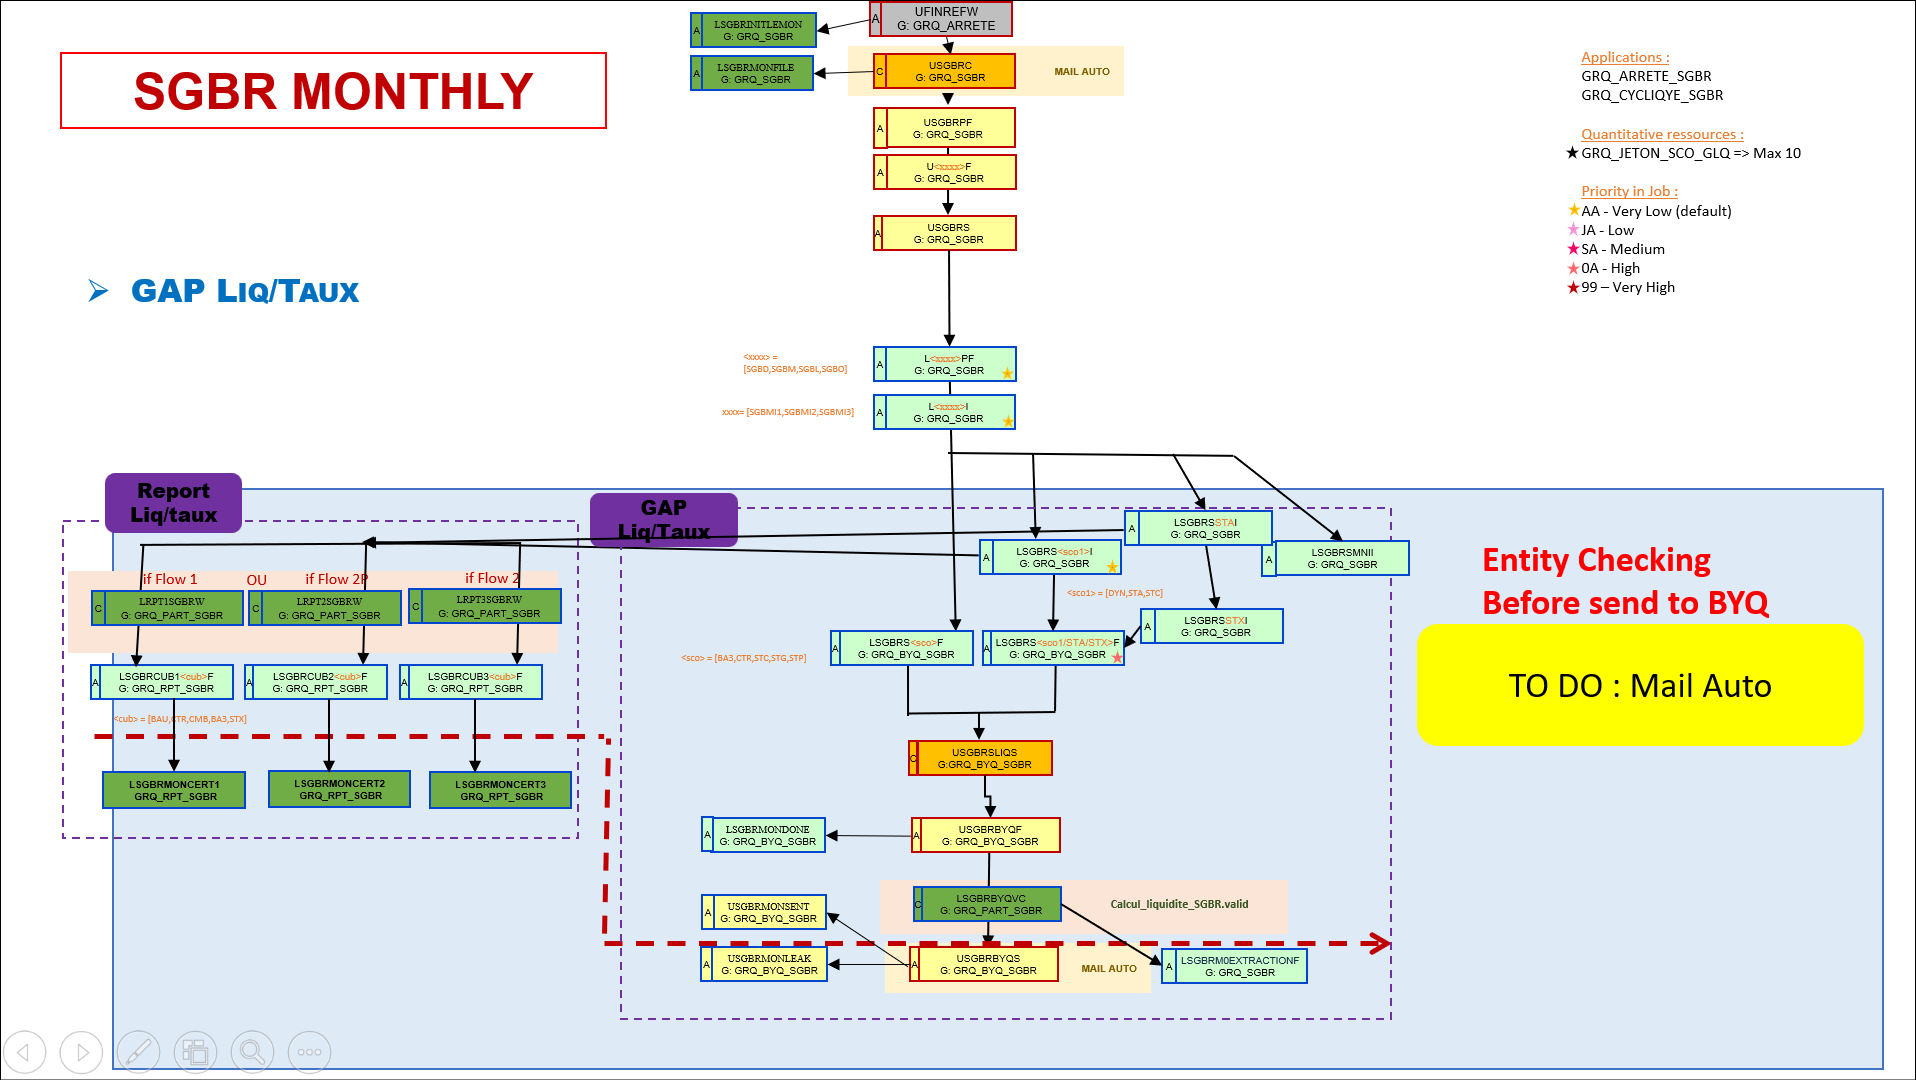 SGBR MONTHLY
GAP LIQ/TAUX
A
UFINREFW
G: GRQ_ARRETE
A
LSGBRINITLEMON
G: GRQ_SGBR
A
LSGBRMONFILE
G: GRQ_SGBR
C
USGBRC
G: GRQ_SGBR
MAIL AUTO
A
USGBRPF
G: GRQ_SGBR
A
U<xxxx>F
G: GRQ_SGBR
A
USGBRS
G: GRQ_SGBR
Applications :
GRQ_ARRETE_SGBR
GRQ_CYCLIQYE_SGBR
Quantitative ressources :
★ GRQ_JETON_SCO_GLQ => Max 10
Priority in Job :
★ AA - Very Low (default)
★ JA - Low
★ SA - Medium
★ 0A - High
★ 99 – Very High
<xxxx> =
[SGBD,SGBM,SGBL,SGBO]
A
L<xxxx>PF
G: GRQ_SGBR
xxxx= [SGBMI1,SGBMI2,SGBMI3]
A
L<xxxx>I
G: GRQ_SGBR
Report
Liq/taux
if Flow 1
OU
if Flow 2P
if Flow 2
C
LRPT1SGBRW
G: GRQ_PART_SGBR
C
LRPT2SGBRW
G: GRQ_PART_SGBR
C
LRPT3SGBRW
G: GRQ_PART_SGBR
A
LSGBRCUB1<cub>F
G: GRQ_RPT_SGBR
A
LSGBRCUB2<cub>F
G: GRQ_RPT_SGBR
A
LSGBRCUB3<cub>F
G: GRQ_RPT_SGBR
<cub> = [BAU,CTR,CMB,BA3,STX]
LSGBRMONCERT1
GRQ_RPT_SGBR
LSGBRMONCERT2
GRQ_RPT_SGBR
LSGBRMONCERT3
GRQ_RPT_SGBR
GAP
Liq/Taux
A
LSGBRSSTAI
G: GRQ_SGBR
A
LSGBRS<sco1>I
G: GRQ_SGBR
A
LSGBRSMNII
G: GRQ_SGBR
<sco1> = [DYN,STA,STC]
A
LSGBRSSTXI
G: GRQ_SGBR
<sco> = [BA3,CTR,STC,STG,STP]
A
LSGBRS<sco>F
G: GRQ_BYQ_SGBR
A
LSGBRS<sco1/STA/STX>F
G: GRQ_BYQ_SGBR
C
USGBRSLIQS
G:GRQ_BYQ_SGBR
A
LSGBRMONDONE
G: GRQ_BYQ_SGBR
A
USGBRBYQF
G: GRQ_BYQ_SGBR
C
LSGBRBYQVC
G: GRQ_PART_SGBR
Calcul_liquidite_SGBR.valid
A
USGBRMONSENT
G: GRQ_BYQ_SGBR
A
USGBRMONLEAK
G: GRQ_BYQ_SGBR
A
USGBRBYQS
G: GRQ_BYQ_SGBR
MAIL AUTO
A
LSGBRM0EXTRACTIONF
G: GRQ_SGBR
Entity Checking
Before send to BYQ
TO DO : Mail Auto